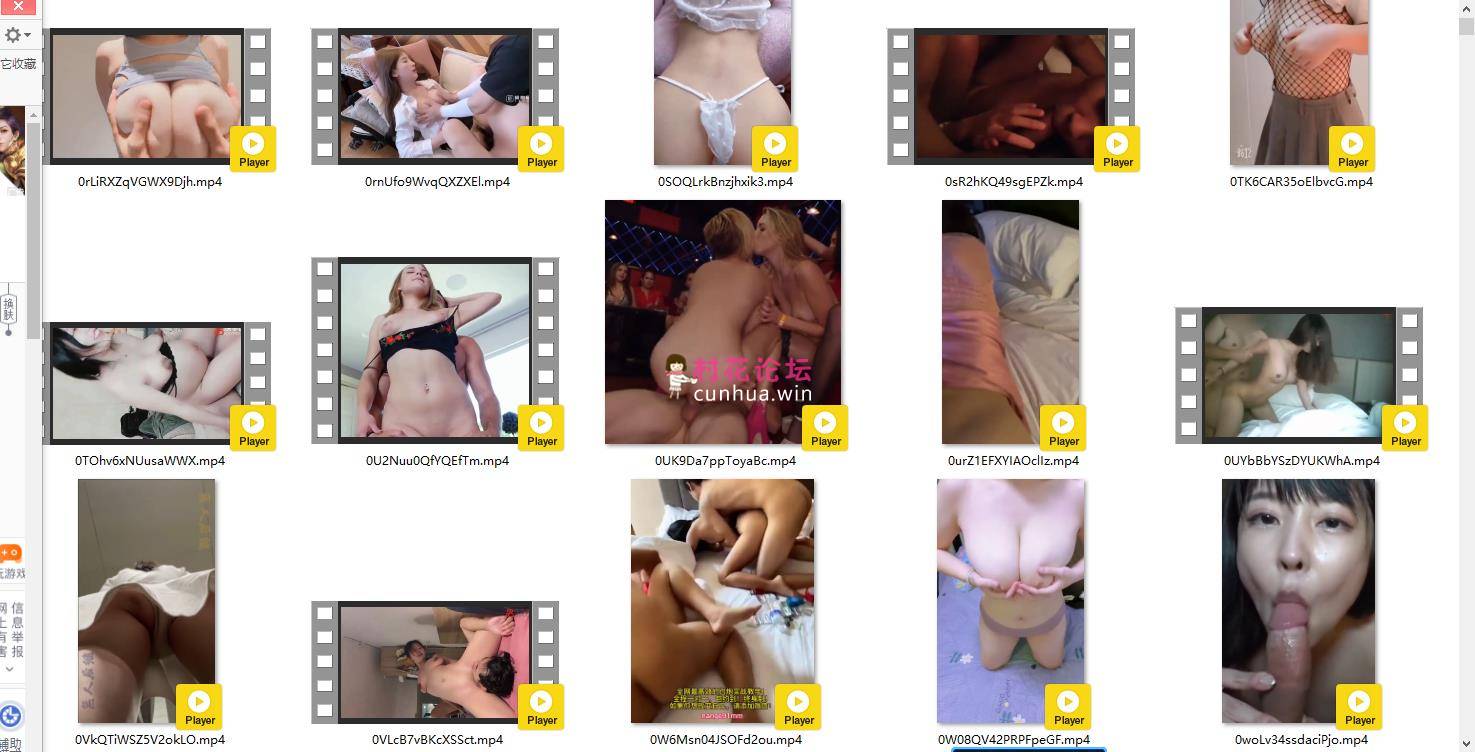 它收藏
Player
Player
Player
Player
Player
0rLiRXZqVGWX9Djh.mp4
0rnUfo9WvqQXZXEl.mp4
0SOQLrkBnzjhxik3.mp4
0sR2hKQ49sgEPZk.mp4
0TK6CAR35oElbvcG.mp4
换肤
村花论坛
cunhua.win
Player
Player
Player
Player
Player
0TOhv6xNUusaWWX.mp4
0U2Nuu0QfYQEfTm.mp4
0UK9Da7ppToyaBc.mp4
0urZ1EFXYIAOclIz.mp4
0UYbBbYSzDYUKWhA.mp4
玩游戏
网上有害
信息举报
Player
Player
Player
Player
Player
0VkQTiWSZ5V2okLO.mp4
0VLcB7vBKcXSSct.mp4
0W6Msn04JSOFd2ou.mp4
0W08QV42PRPFpeGF.mp4
0woLv34ssdaciPjo.mp4
辅助